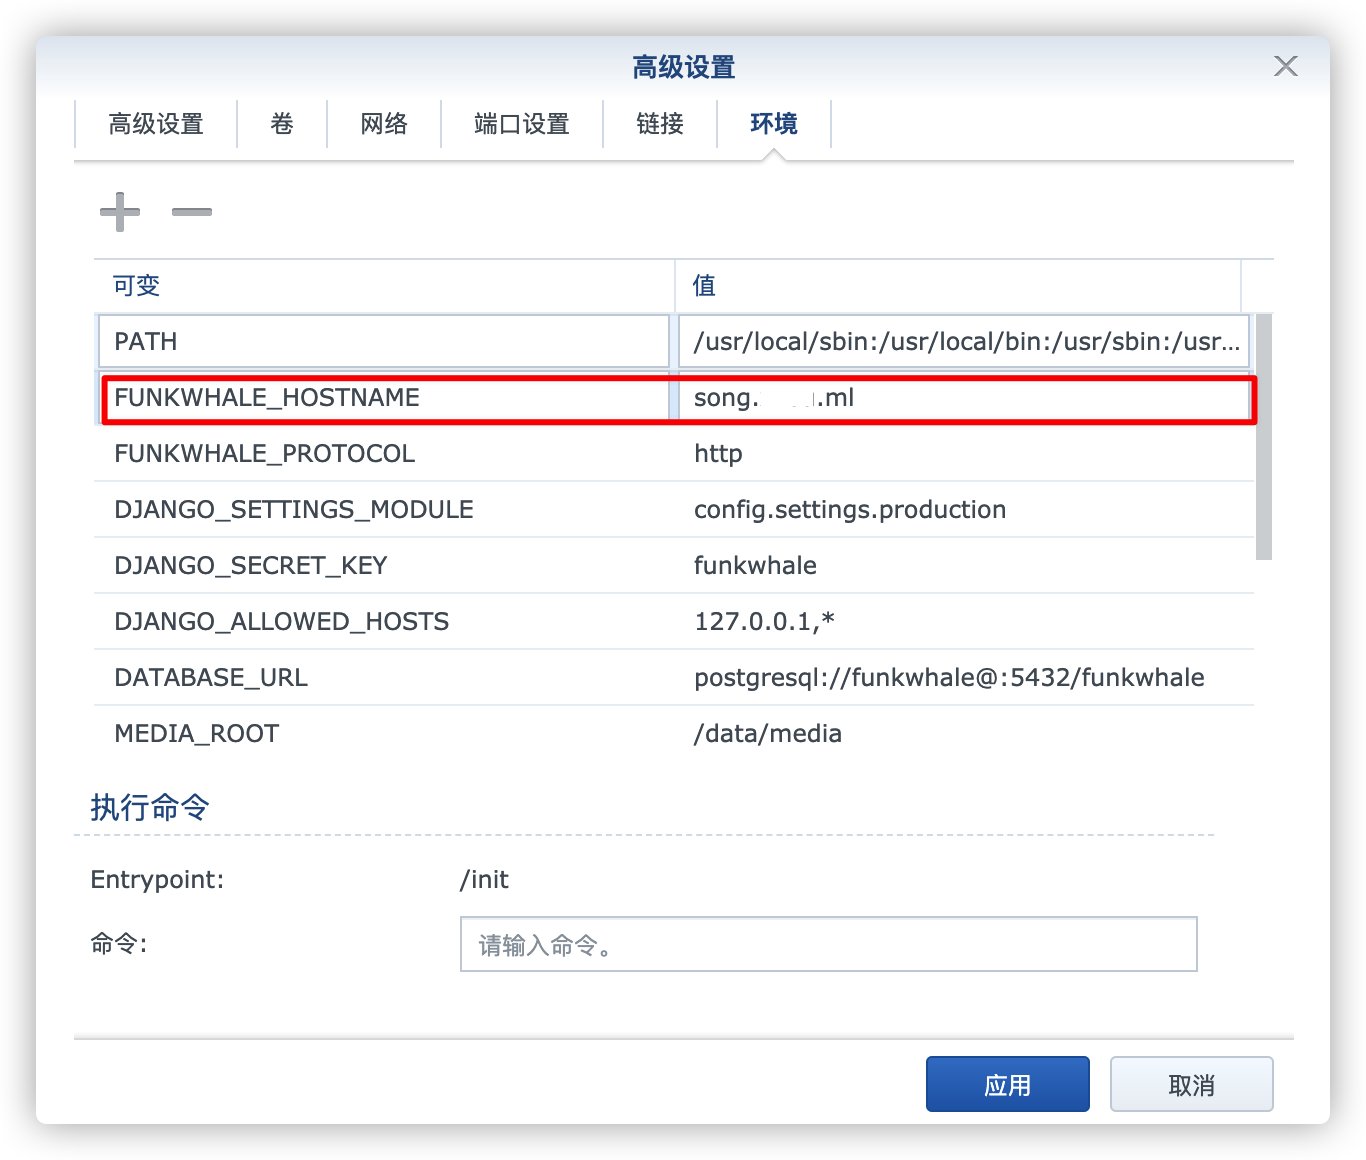 高级设置
高级设置 卷 网络 端口设置 链接 环境
可变 值
PATH /usr/local/sbin:/usr/local/bin:/usr/sbin:/usr...
FUNKWHALE_HOSTNAME song. .ml
FUNKWHALE_PROTOCOL http
DJANGO_SETTINGS_MODULE config.settings.production
DJANGO_SECRET_KEY funkwhale
DJANGO_ALLOWED_HOSTS 127.0.0.1,*
DATABASE_URL postgresql://funkwhale@:5432/funkwhale
MEDIA_ROOT /data/media
执行命令
Entrypoint: /init
命令: 请输入命令。
应用 取消